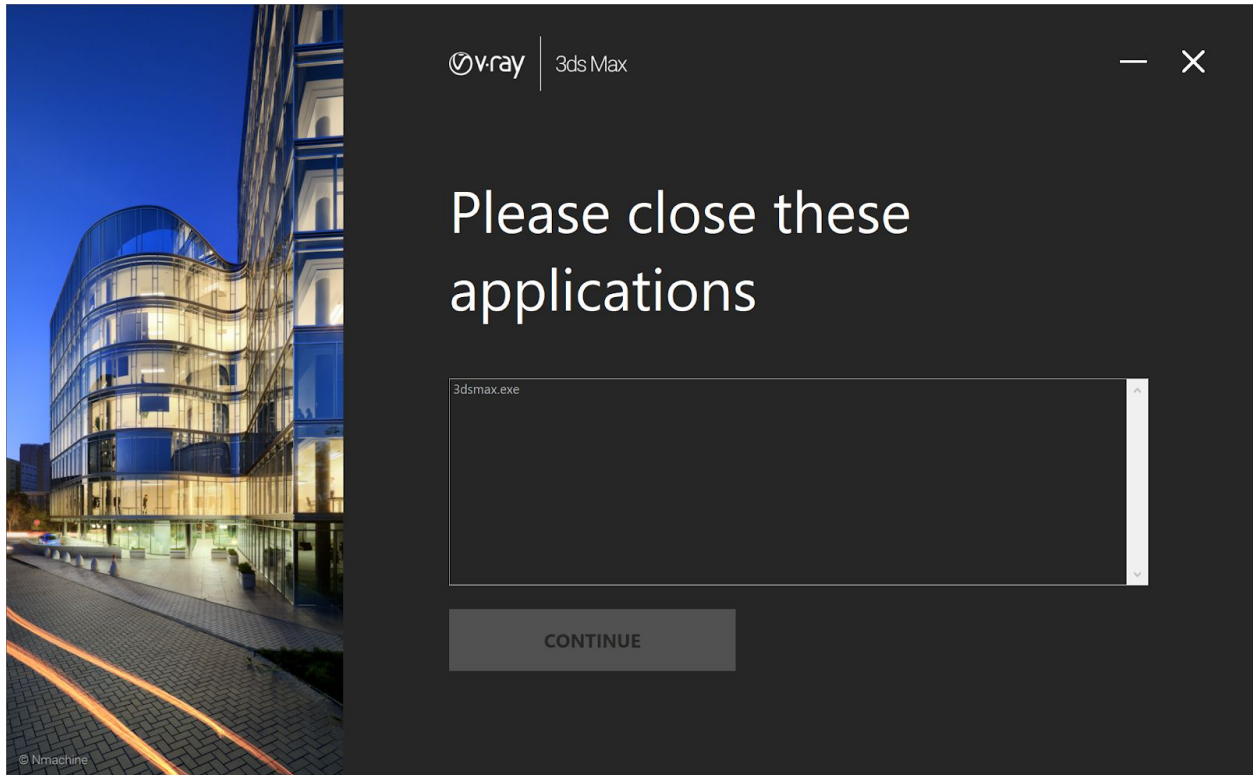 v·ray
3ds Max
Please close these
applications
3dsmax.exe
CONTINUE
© Nmachine